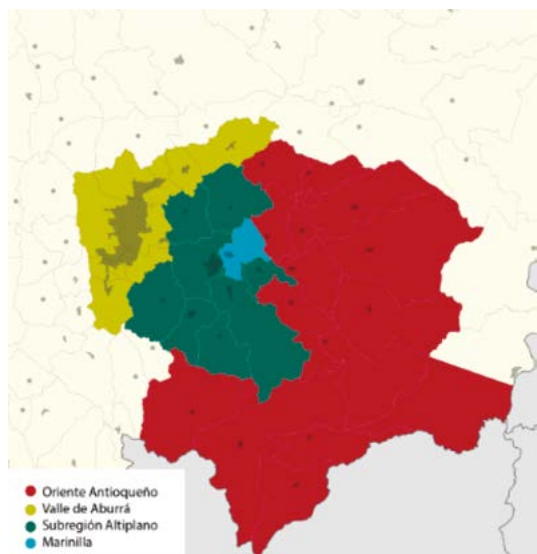 Oriente Antioqueño
Valle de Aburrá
Subregión Altiplano
Marinilla